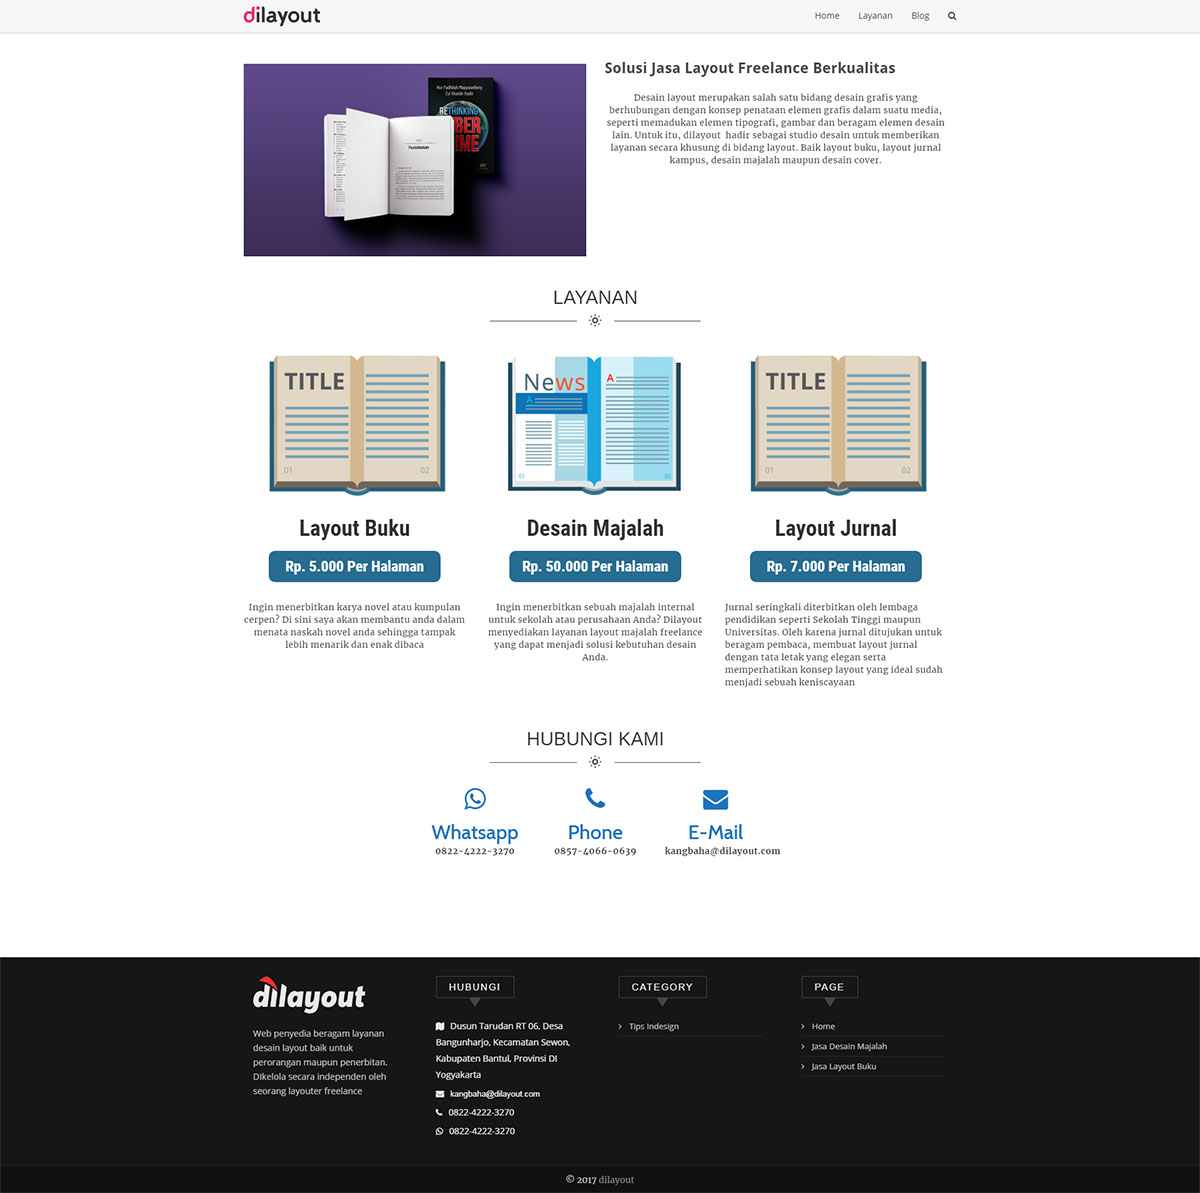 dilayout
Home Layanan Blog
Solusi Jasa Layout Freelance Berkualitas
Desain layout merupakan salah satu bidang desain grafis yang
berhubungan dengan konsep penataan elemen grafis dalam suatu media,
seperti memadukan elemen tipografi, gambar dan beragam elemen desain
lain. Untuk itu, dilayout hadir sebagai studio desain untuk memberikan
layanan secara khusung di bidang layout. Baik layout buku, layout jurnal
kampus, desain majalah maupun desain cover.
RETHINKING
CYBER
CRIME
Pendahuluan
LAYANAN
TITLE
01 02
News
A
A
01 02
TITLE
01 02
Layout Buku
Rp. 5.000 Per Halaman
Ingin menerbitkan karya novel atau kumpulan
cerpen? Di sini saya akan membantu anda dalam
menata naskah novel anda sehingga tampak
lebih menarik dan enak dibaca
Desain Majalah
Rp. 50.000 Per Halaman
Ingin menerbitkan sebuah majalah internal
untuk sekolah atau perusahaan Anda? Dilayout
menyediakan layanan layout majalah freelance
yang dapat menjadi solusi kebutuhan desain
Anda.
Layout Jurnal
Rp. 7.000 Per Halaman
Jurnal seringkali diterbitkan oleh lembaga
pendidikan seperti Sekolah Tinggi maupun
Universitas. Oleh karena jurnal ditujukan untuk
beragam pembaca, membuat layout jurnal
dengan tata letak yang elegan serta
memperhatikan konsep layout yang ideal sudah
menjadi sebuah keniscayaan
HUBUNGI KAMI
Whatsapp
0822-4222-3270
Phone
0857-4066-0639
E-Mail
kangbaha@dilayout.com
dilayout
Web penyedia beragam layanan
desain layout baik untuk
perorangan maupun penerbitan.
DIkelola secara independen oleh
seorang layouter freelance
HUBUNGI
Dusun Tarudan RT 06, Desa
Bangunharjo, Kecamatan Sewon,
Kabupaten Bantul, Provinsi DI
Yogyakarta
kangbaha@dilayout.com
0822-4222-3270
0822-4222-3270
CATEGORY
Tips Indesign
PAGE
Home
Jasa Desain Majalah
Jasa Layout Buku
© 2017 dilayout